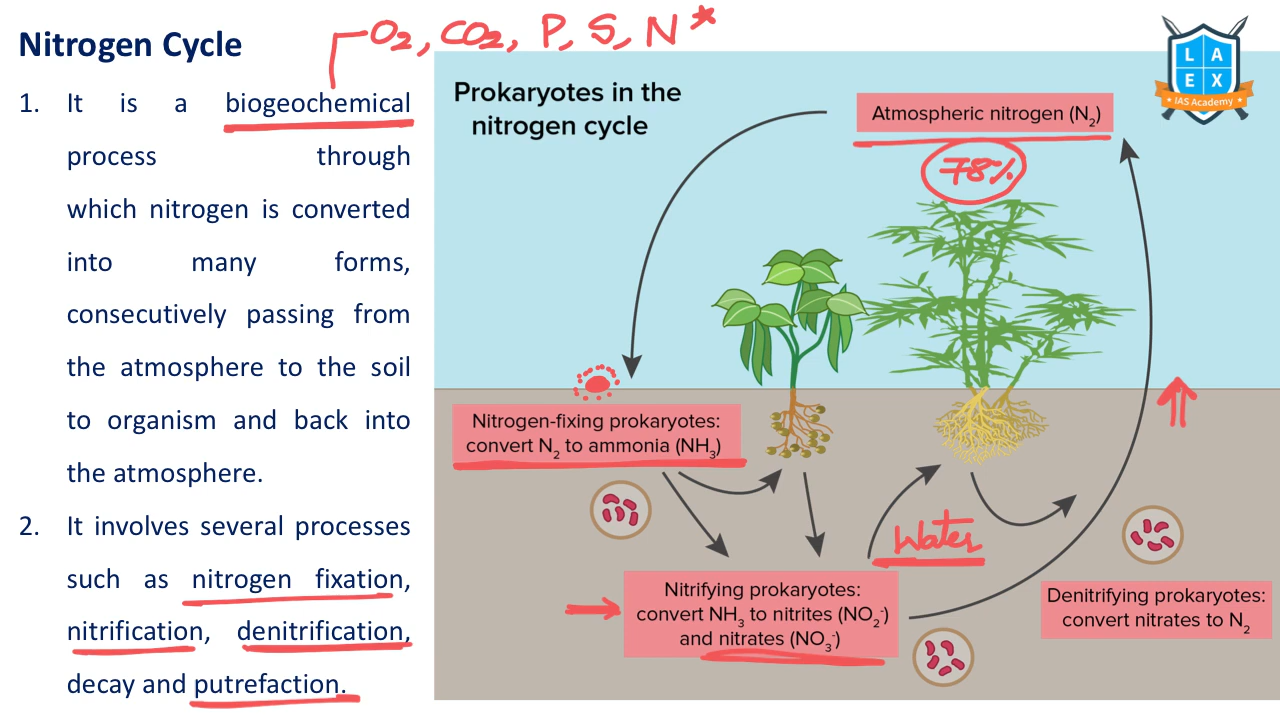 Nitrogen Cycle
O2, CO2, P, S, N*
1. It is a biogeochemical
process through
which nitrogen is converted
into many forms,
consecutively passing from
the atmosphere to the soil
to organism and back into
the atmosphere.
2. It involves several processes
such as nitrogen fixation,
nitrification, denitrification,
decay and putrefaction.
Prokaryotes in the
nitrogen cycle
Atmospheric nitrogen (N2)
78%
L A
E X
IAS Academy
Nitrogen-fixing prokaryotes:
convert N2 to ammonia (NH3)
Water
Nitrifying prokaryotes:
convert NH3 to nitrites (NO2-)
and nitrates (NO3-)
Denitrifying prokaryotes:
convert nitrates to N2